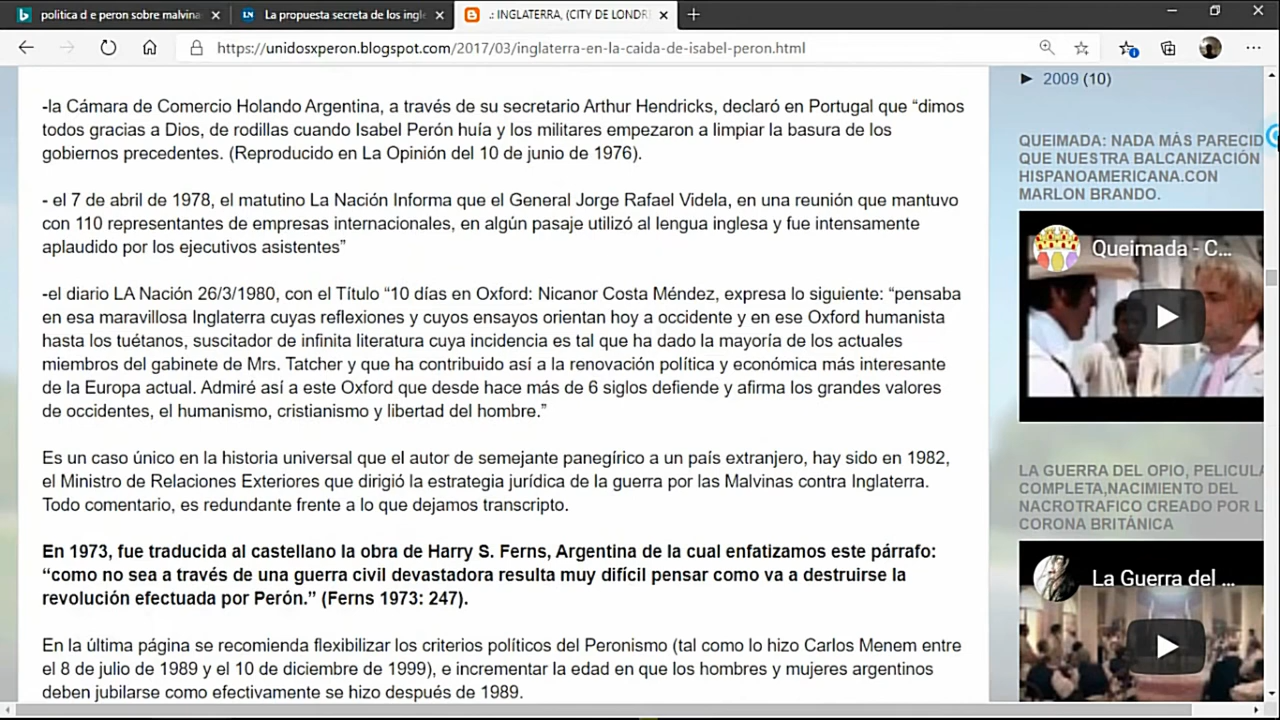 politica d e peron sobre malvina
La propuesta secreta de los ingle
.: INGLATERRA, (CITY DE LONDR
https://unidosxperon.blogspot.com/2017/03/inglaterra-en-la-caida-de-isabel-peron.html
-la Cámara de Comercio Holando Argentina, a través de su secretario Arthur Hendricks, declaró en Portugal que “dimos
todos gracias a Dios, de rodillas cuando Isabel Perón huía y los militares empezaron a limpiar la basura de los
gobiernos precedentes. (Reproducido en La Opinión del 10 de junio de 1976).
- el 7 de abril de 1978, el matutino La Nación Informa que el General Jorge Rafael Videla, en una reunión que mantuvo
con 110 representantes de empresas internacionales, en algún pasaje utilizó al lengua inglesa y fue intensamente
aplaudido por los ejecutivos asistentes”
-el diario LA Nación 26/3/1980, con el Título “10 días en Oxford: Nicanor Costa Méndez, expresa lo siguiente: “pensaba
en esa maravillosa Inglaterra cuyas reflexiones y cuyos ensayos orientan hoy a occidente y en ese Oxford humanista
hasta los tuétanos, suscitador de infinita literatura cuya incidencia es tal que ha dado la mayoría de los actuales
miembros del gabinete de Mrs. Tatcher y que ha contribuido así a la renovación política y económica más interesante
de la Europa actual. Admiré así a este Oxford que desde hace más de 6 siglos defiende y afirma los grandes valores
de occidentes, el humanismo, cristianismo y libertad del hombre.”
Es un caso único en la historia universal que el autor de semejante panegírico a un país extranjero, hay sido en 1982,
el Ministro de Relaciones Exteriores que dirigió la estrategia jurídica de la guerra por las Malvinas contra Inglaterra.
Todo comentario, es redundante frente a lo que dejamos transcripto.
En 1973, fue traducida al castellano la obra de Harry S. Ferns, Argentina de la cual enfatizamos este párrafo:
“como no sea a través de una guerra civil devastadora resulta muy difícil pensar como va a destruirse la
revolución efectuada por Perón.” (Ferns 1973: 247).
En la última página se recomienda flexibilizar los criterios políticos del Peronismo (tal como lo hizo Carlos Menem entre
el 8 de julio de 1989 y el 10 de diciembre de 1999), e incrementar la edad en que los hombres y mujeres argentinos
deben jubilarse como efectivamente se hizo después de 1989.
► 2009 (10)
QUEIMADA: NADA MÁS PARECID
QUE NUESTRA BALCANIZACIÓN
HISPANOAMERICANA.CON
MARLON BRANDO.
Queimada - C...
LA GUERRA DEL OPIO, PELICULA
COMPLETA,NACIMIENTO DEL
NACROTRAFICO CREADO POR L
CORONA BRITÀNICA
La Guerra del ...